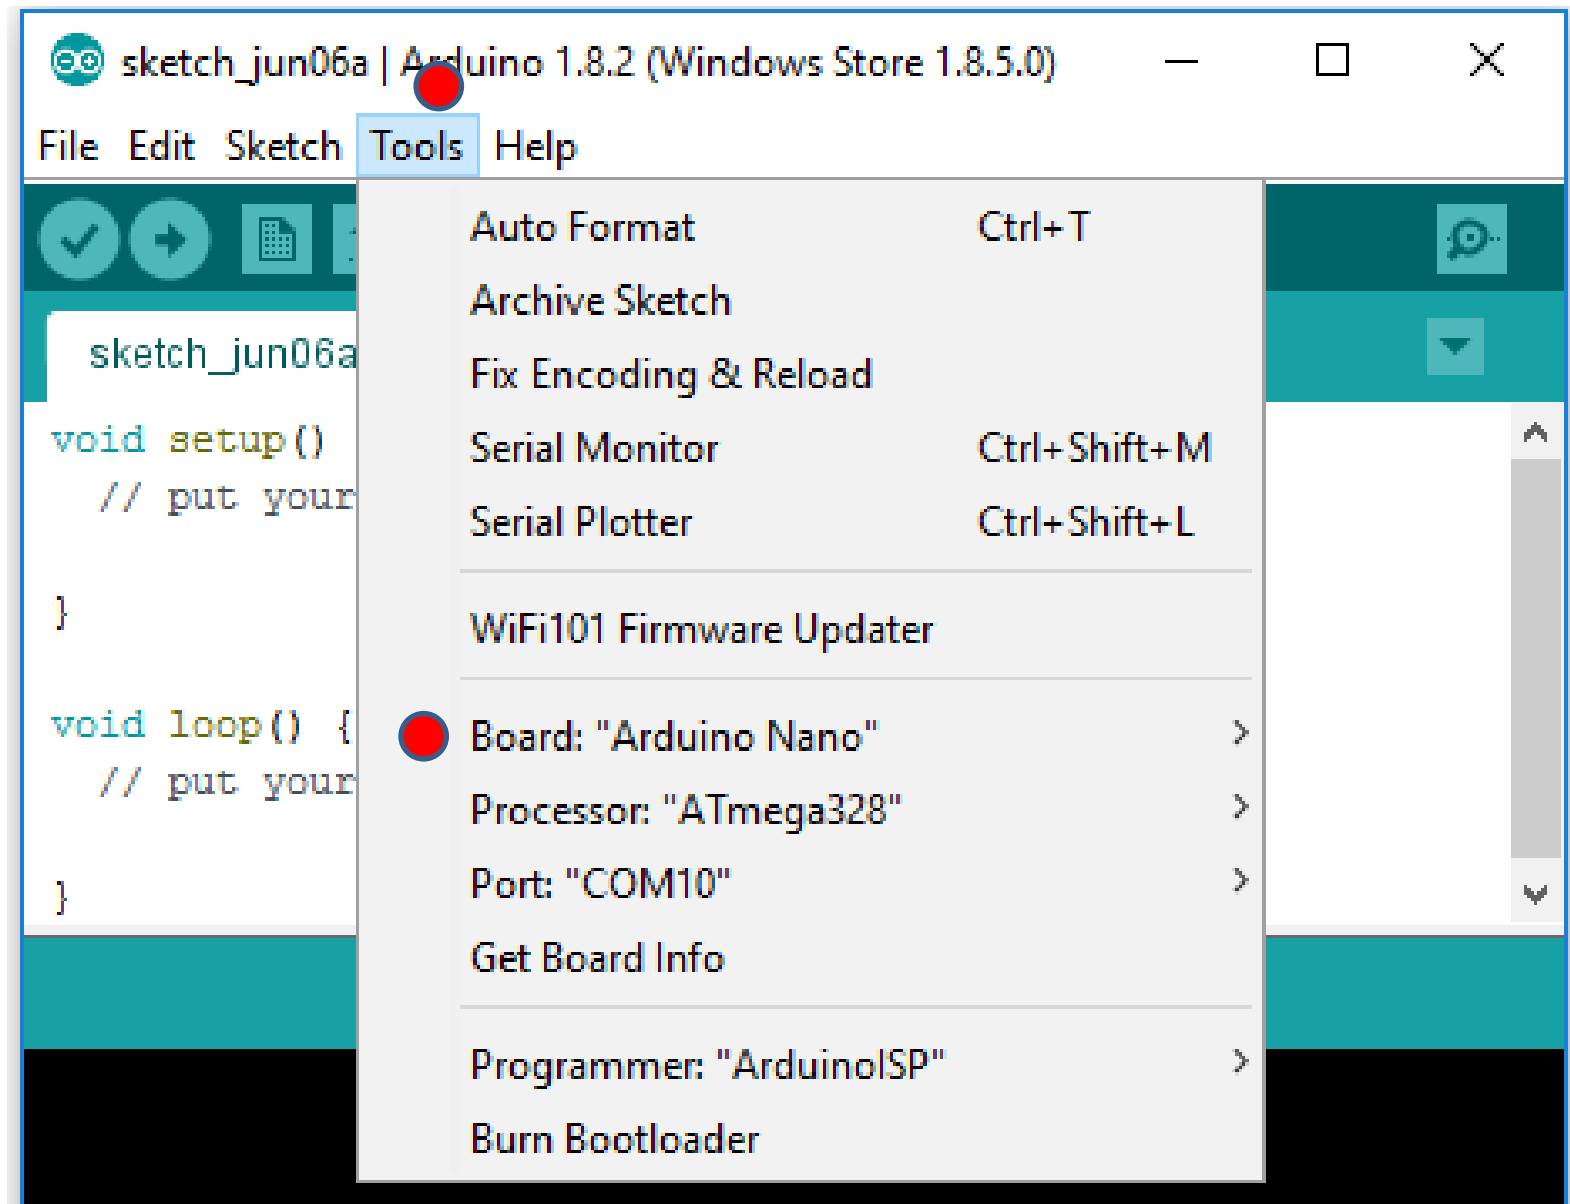 sketch_jun06a | Arduino 1.8.2 (Windows Store 1.8.5.0)
File Edit Sketch Tools Help
Auto Format Ctrl+T
Archive Sketch
sketch_jun06a
Fix Encoding & Reload
void setup()
Serial Monitor Ctrl+Shift+M
// put your
Serial Plotter Ctrl+Shift+L
}
WiFi101 Firmware Updater
void loop() {
Board: "Arduino Nano"
// put your
Processor: "ATmega328"
Port: "COM10"
}
Get Board Info
Programmer: "ArduinoISP"
Burn Bootloader